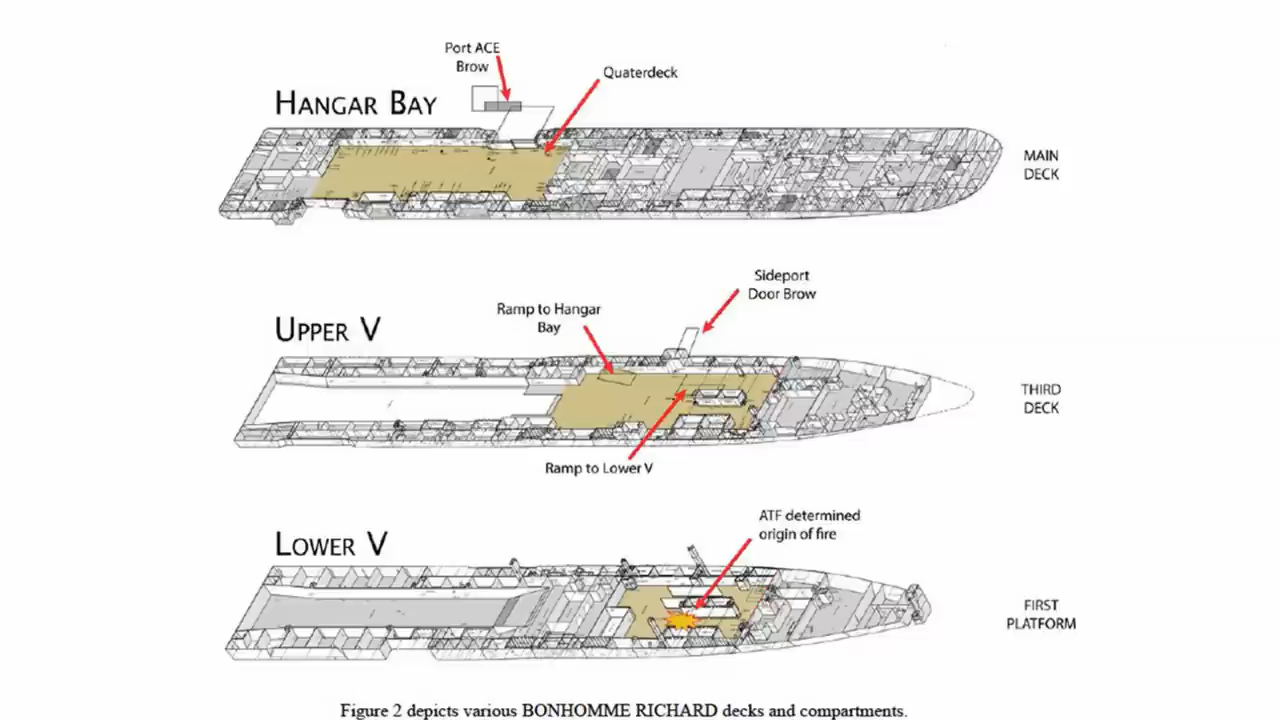 Port ACE
Brow
Quaterdeck
HANGAR BAY
MAIN
DECK
Sideport
Door Brow
Ramp to Hangar
Bay
UPPER V
THIRD
DECK
Ramp to Lower V
ATF determined
origin of fire
LOWER V
FIRST
PLATFORM
Figure 2 depicts various BONHOMME RICHARD decks and compartments.